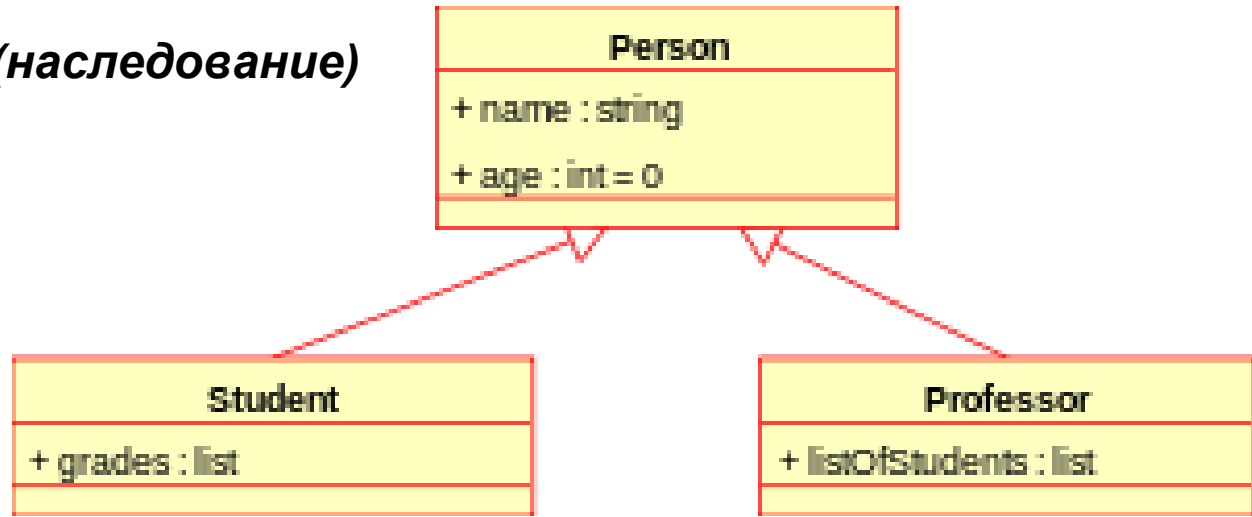 (наследование)
Person
+ name : string
+ age : int = 0
Student
+ grades : list
Professor
+ listOfStudents : list